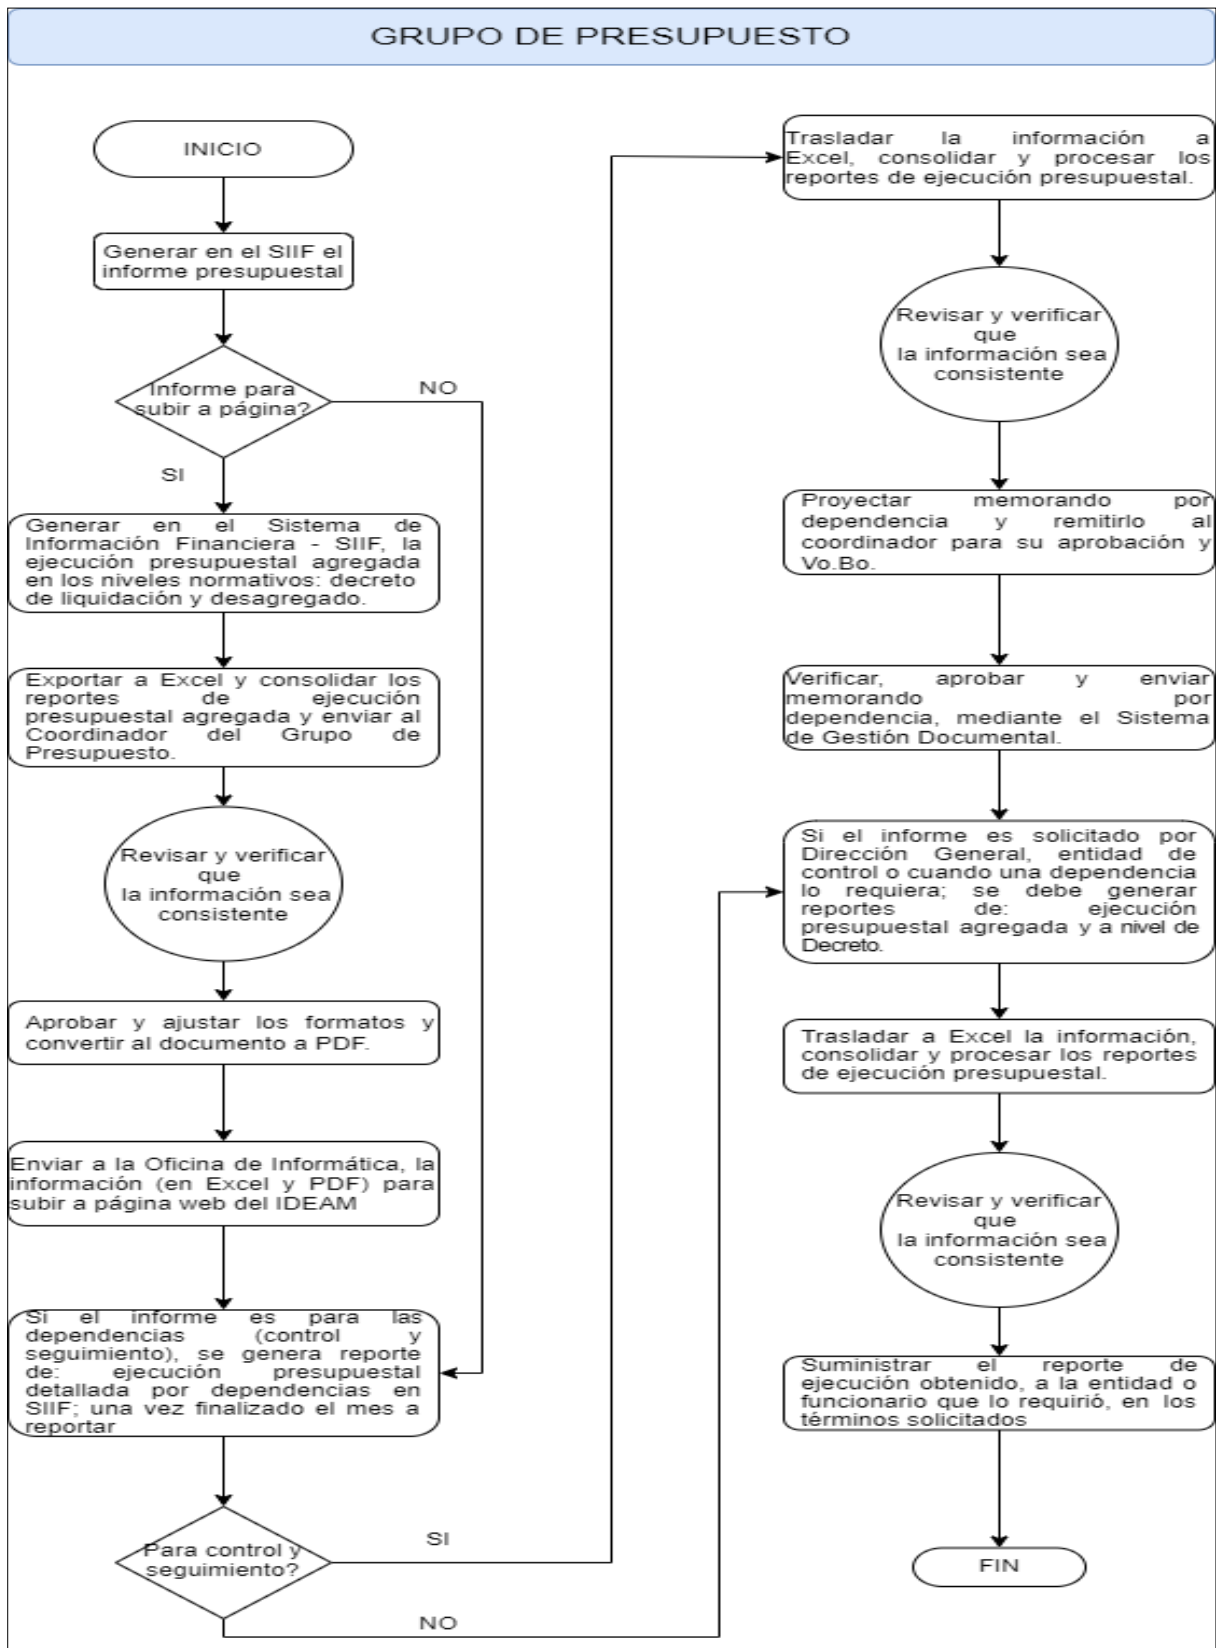 GRUPO DE PRESUPUESTO
INICIO
Generar en el SIIF el
informe presupuestal
Informe para
subir a página?
NO
SI
Generar en el Sistema de
Información Financiera - SIIF, la
ejecución presupuestal agregada
en los niveles normativos: decreto
de liquidación y desagregado.
Exportar a Excel y consolidar los
reportes de ejecución
presupuestal agregada y enviar al
Coordinador del Grupo de
Presupuesto.
Revisar y verificar
que
la información sea
consistente
Aprobar y ajustar los formatos y
convertir al documento a PDF.
Enviar a la Oficina de Informática, la
información (en Excel y PDF) para
subir a página web del IDEAM
Si el informe es para las
dependencias (control y
seguimiento), se genera reporte
de: ejecución presupuestal
detallada por dependencias en
SIIF; una vez finalizado el mes a
reportar
Para control y
seguimiento?
SI
NO
Trasladar la información a
Excel, consolidar y procesar los
reportes de ejecución presupuestal.
Revisar y verificar
que
la información sea
consistente
Proyectar memorando por
dependencia y remitirlo al
coordinador para su aprobación y
Vo.Bo.
Verificar, aprobar y enviar
memorando por
dependencia, mediante el Sistema
de Gestión Documental.
Si el informe es solicitado por
Dirección General, entidad de
control o cuando una dependencia
lo requiera; se debe generar
reportes de: ejecución
presupuestal agregada y a nivel de
Decreto.
Trasladar a Excel la información,
consolidar y procesar los reportes
de ejecución presupuestal.
Revisar y verificar
que
la información sea
consistente
Suministrar el reporte de
ejecución obtenido, a la entidad o
funcionario que lo requirió, en los
términos solicitados
FIN